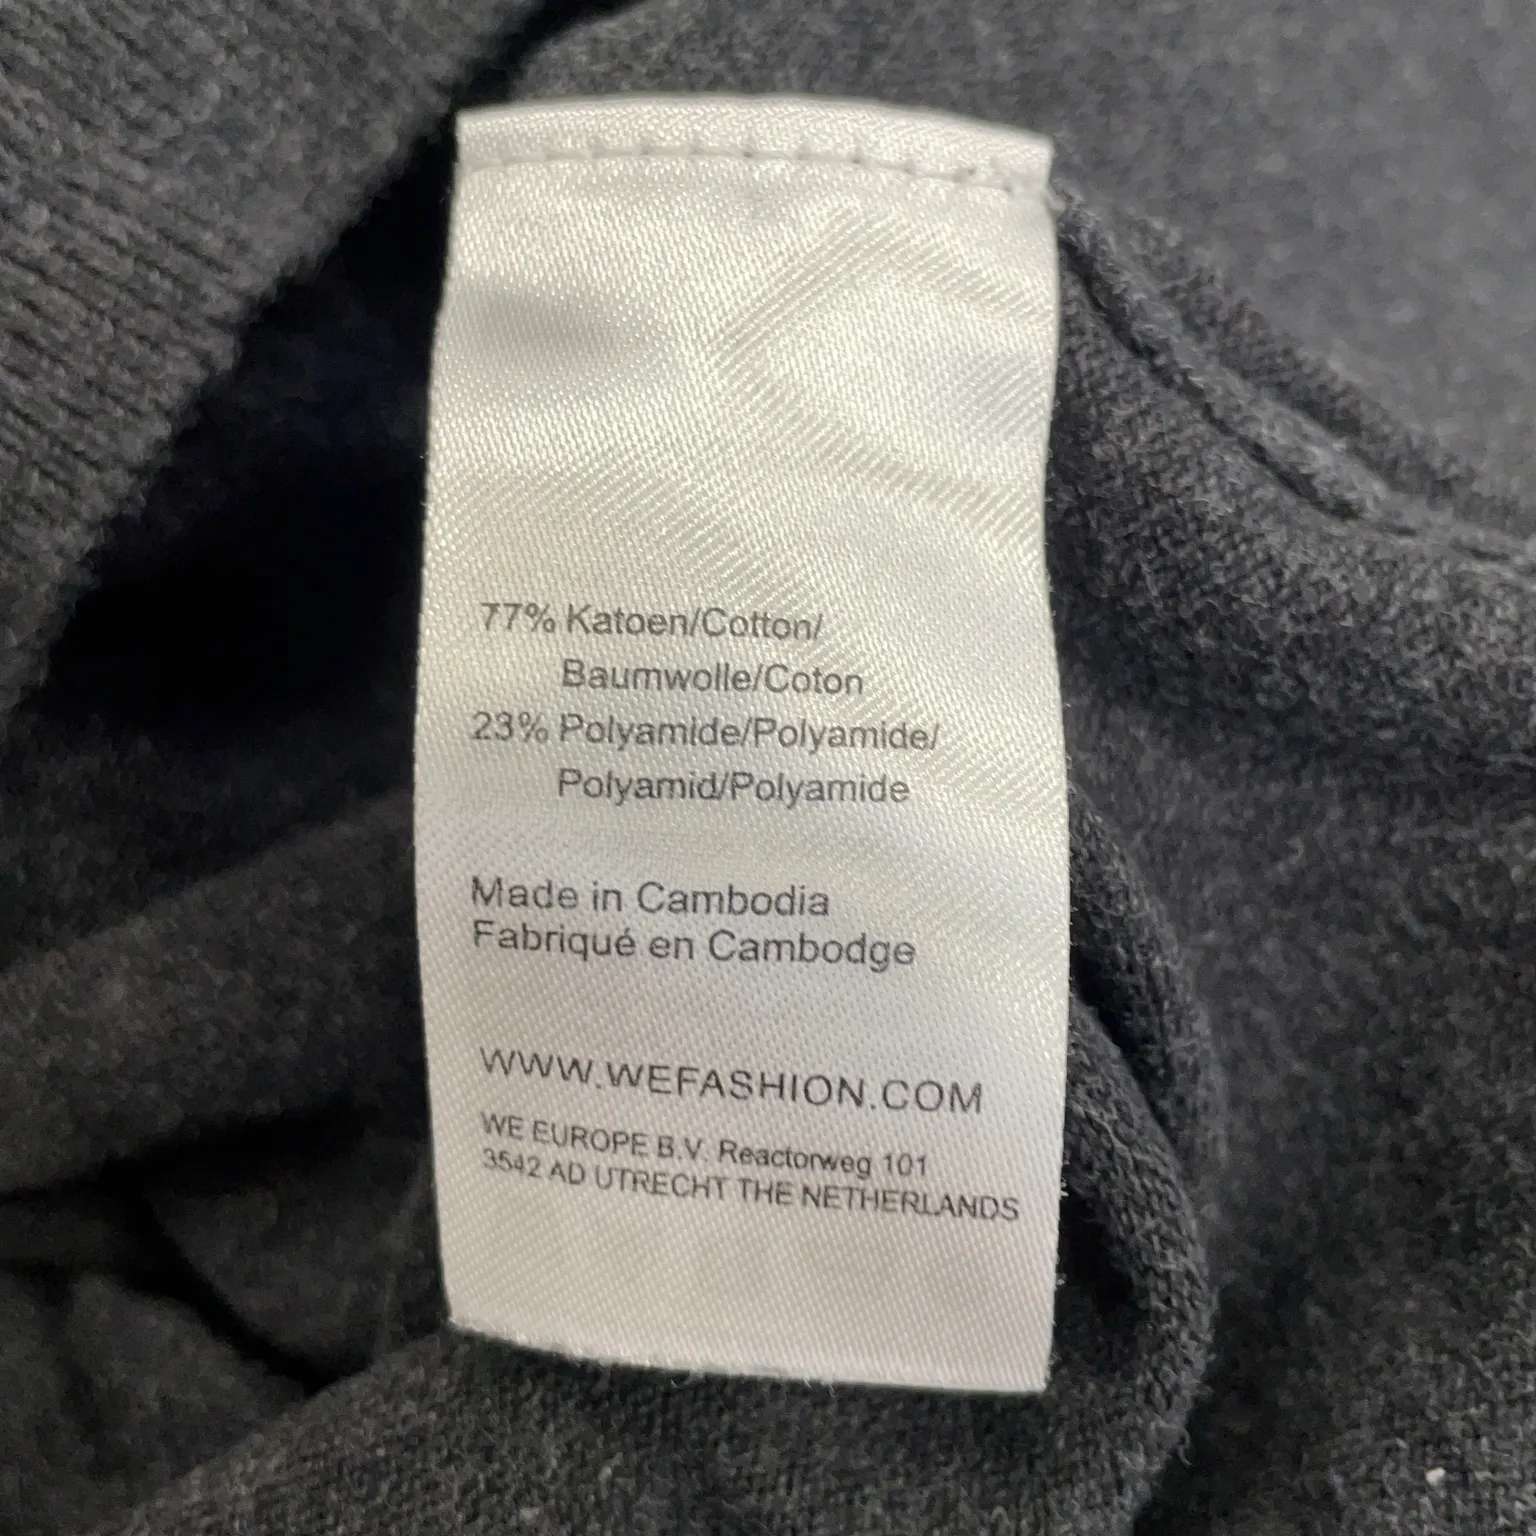 77% Katoen/Cotton/
Baumwolle/Coton
23% Polyamide/Polyamide/
Polyamid/Polyamide
Made in Cambodia
Fabriqué en Cambodge
WWW.WEFASHION.COM
WE EUROPE B.V. Reactorweg 101
3542 AD UTRECHT THE NETHERLANDS